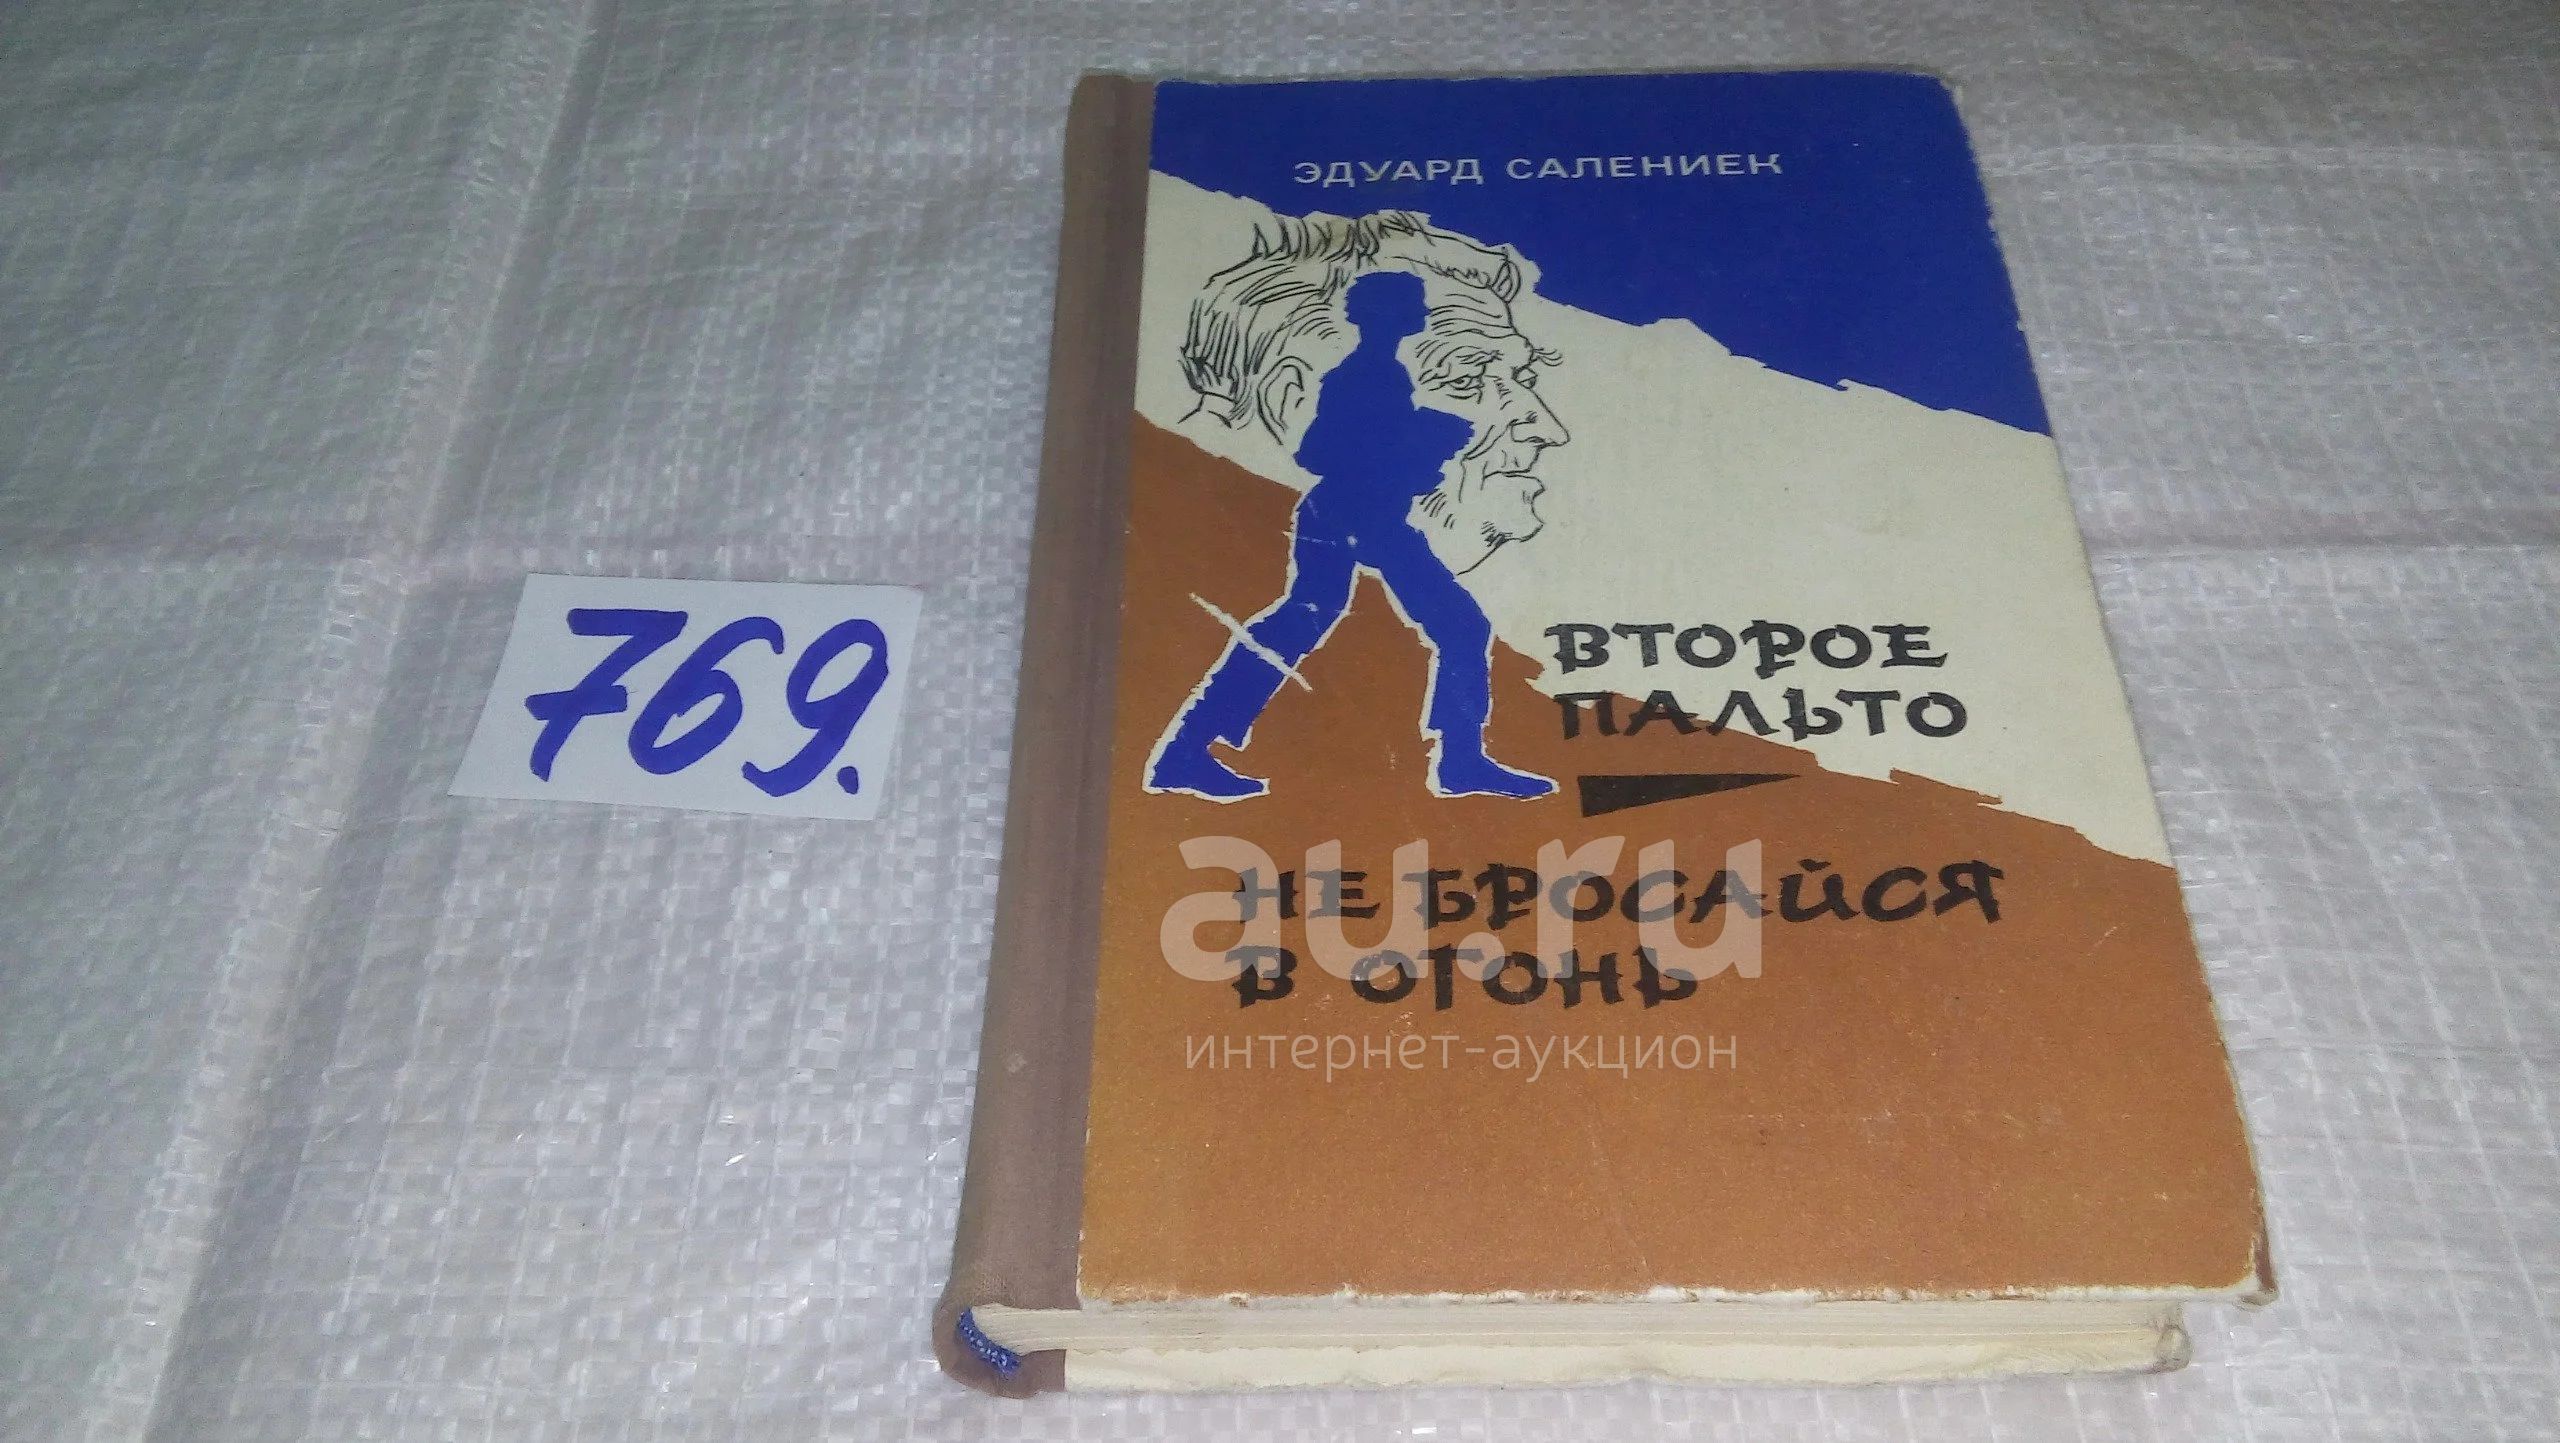 ЭДУАРД САЛЕНИЕК
769.
ВТОРОЕ
ПАЛЬТО
НЕ БРОСАЙСЯ
В ОГОНЬ
au.ru
интернет-аукцион